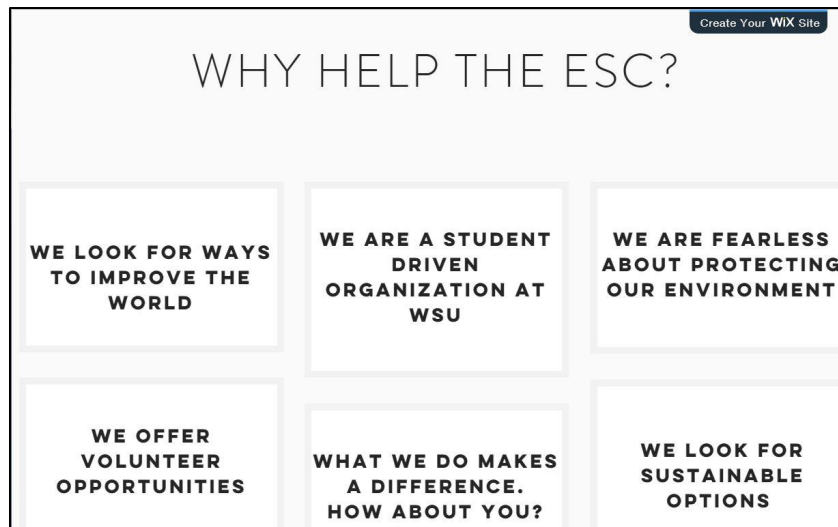 Create Your WiX Site
WHY HELP THE ESC?
WE LOOK FOR WAYS
TO IMPROVE THE
WORLD
WE ARE A STUDENT
DRIVEN
ORGANIZATION AT
WSU
WE ARE FEARLESS
ABOUT PROTECTING
OUR ENVIRONMENT
WE OFFER
VOLUNTEER
OPPORTUNITIES
WHAT WE DO MAKES
A DIFFERENCE.
HOW ABOUT YOU?
WE LOOK FOR
SUSTAINABLE
OPTIONS